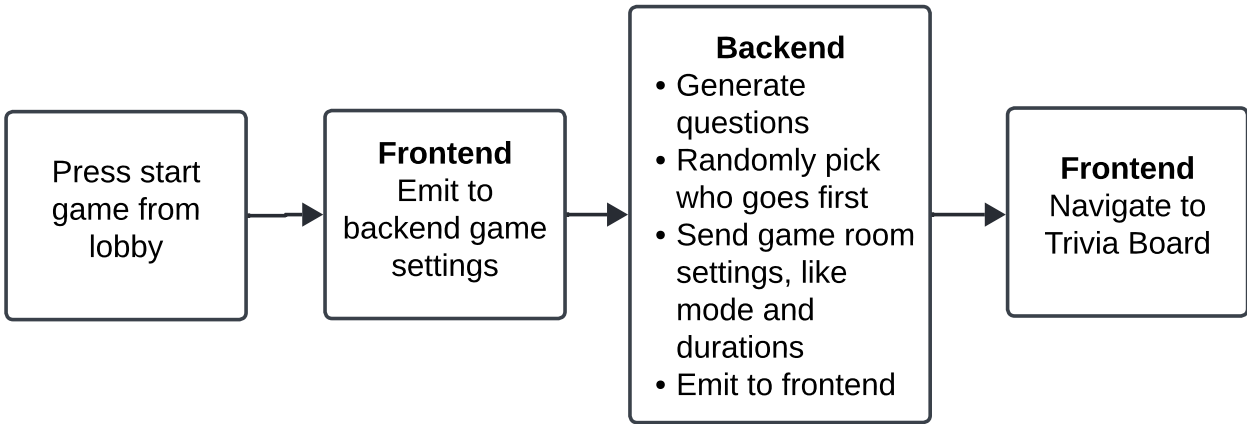 Press start
game from
lobby
Frontend
Emit to
backend game
settings
Backend
• Generate
questions
• Randomly pick
who goes first
• Send game room
settings, like
mode and
durations
• Emit to frontend
Frontend
Navigate to
Trivia Board